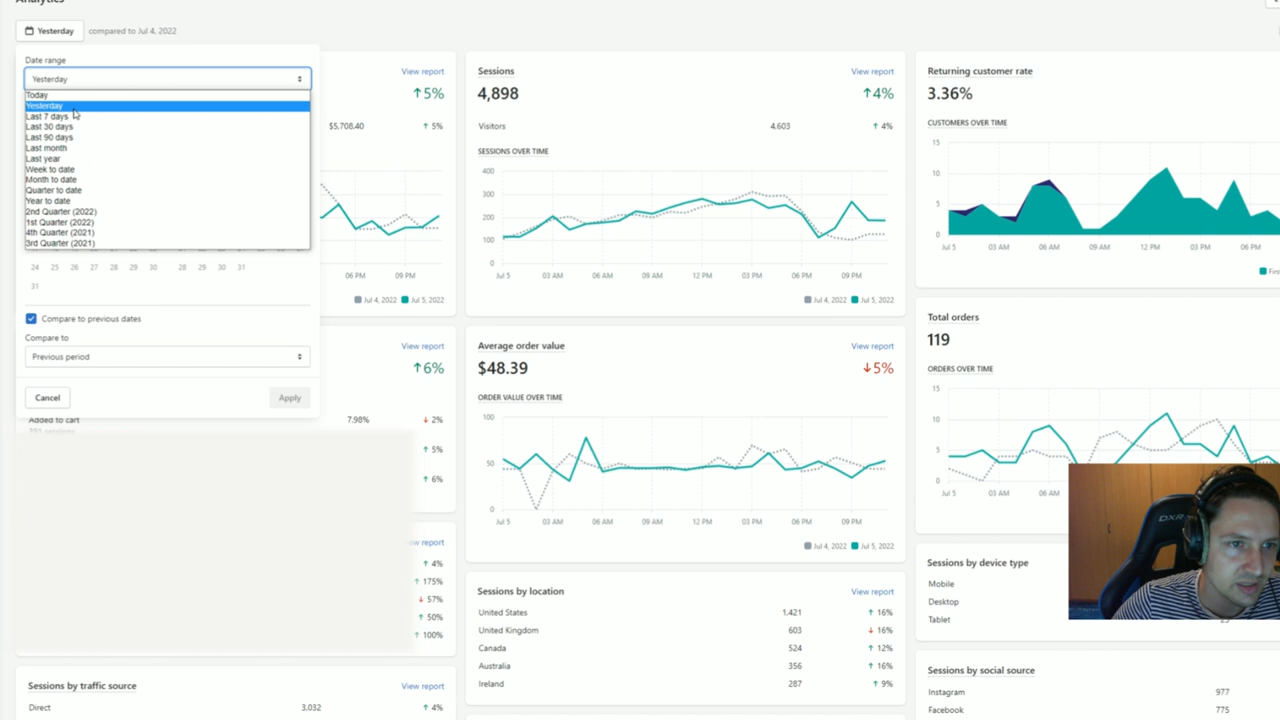 Analytics
Yesterday compared to Jul 4, 2022
Date range
Yesterday
Today
Yesterday
Last 7 days
Last 30 days
Last 90 days
Last month
Last year
Week to date
Month to date
Quarter to date
Year to date
2nd Quarter (2022)
1st Quarter (2022)
4th Quarter (2021)
3rd Quarter (2021)
24 25 26 27 28 29 30 28 29 30 31
31
Compare to previous dates
Compare to
Previous period
Cancel Apply
View report
↑5%
$5,708.40 ↑ 5%
06 PM 09 PM
Jul 4, 2022 Jul 5, 2022
View report
↑6%
Added to cart 7.98% ↓ 2%
↑ 5%
↑ 6%
↑ 4%
↑ 175%
↓ 57%
↑ 50%
↑ 100%
Sessions by traffic source View report
Direct 3,032 ↑ 4%
Sessions View report
4,898 ↑4%
Visitors 4,603 ↑ 4%
SESSIONS OVER TIME
400
300
200
100
0
Jul 5 03 AM 06 AM 09 AM 12 PM 03 PM 06 PM 09 PM
Jul 4, 2022 Jul 5, 2022
Average order value View report
$48.39 ↓5%
ORDER VALUE OVER TIME
100
50
0
Jul 5 03 AM 06 AM 09 AM 12 PM 03 PM 06 PM 09 PM
Jul 4, 2022 Jul 5, 2022
Sessions by location View report
United States 1,421 ↑ 16%
United Kingdom 603 ↓ 16%
Canada 524 ↑ 12%
Australia 356 ↑ 16%
Ireland 287 ↑ 9%
Returning customer rate
3.36%
CUSTOMERS OVER TIME
15
10
5
0
Jul 5 03 AM 06 AM 09 AM 12 PM 03 PM 06 PM
Total orders
119
ORDERS OVER TIME
15
10
5
0
Jul 5 03 AM 06 AM
Sessions by device type
Mobile
Desktop
Tablet
Sessions by social source
Instagram 977
Facebook 775
DXR